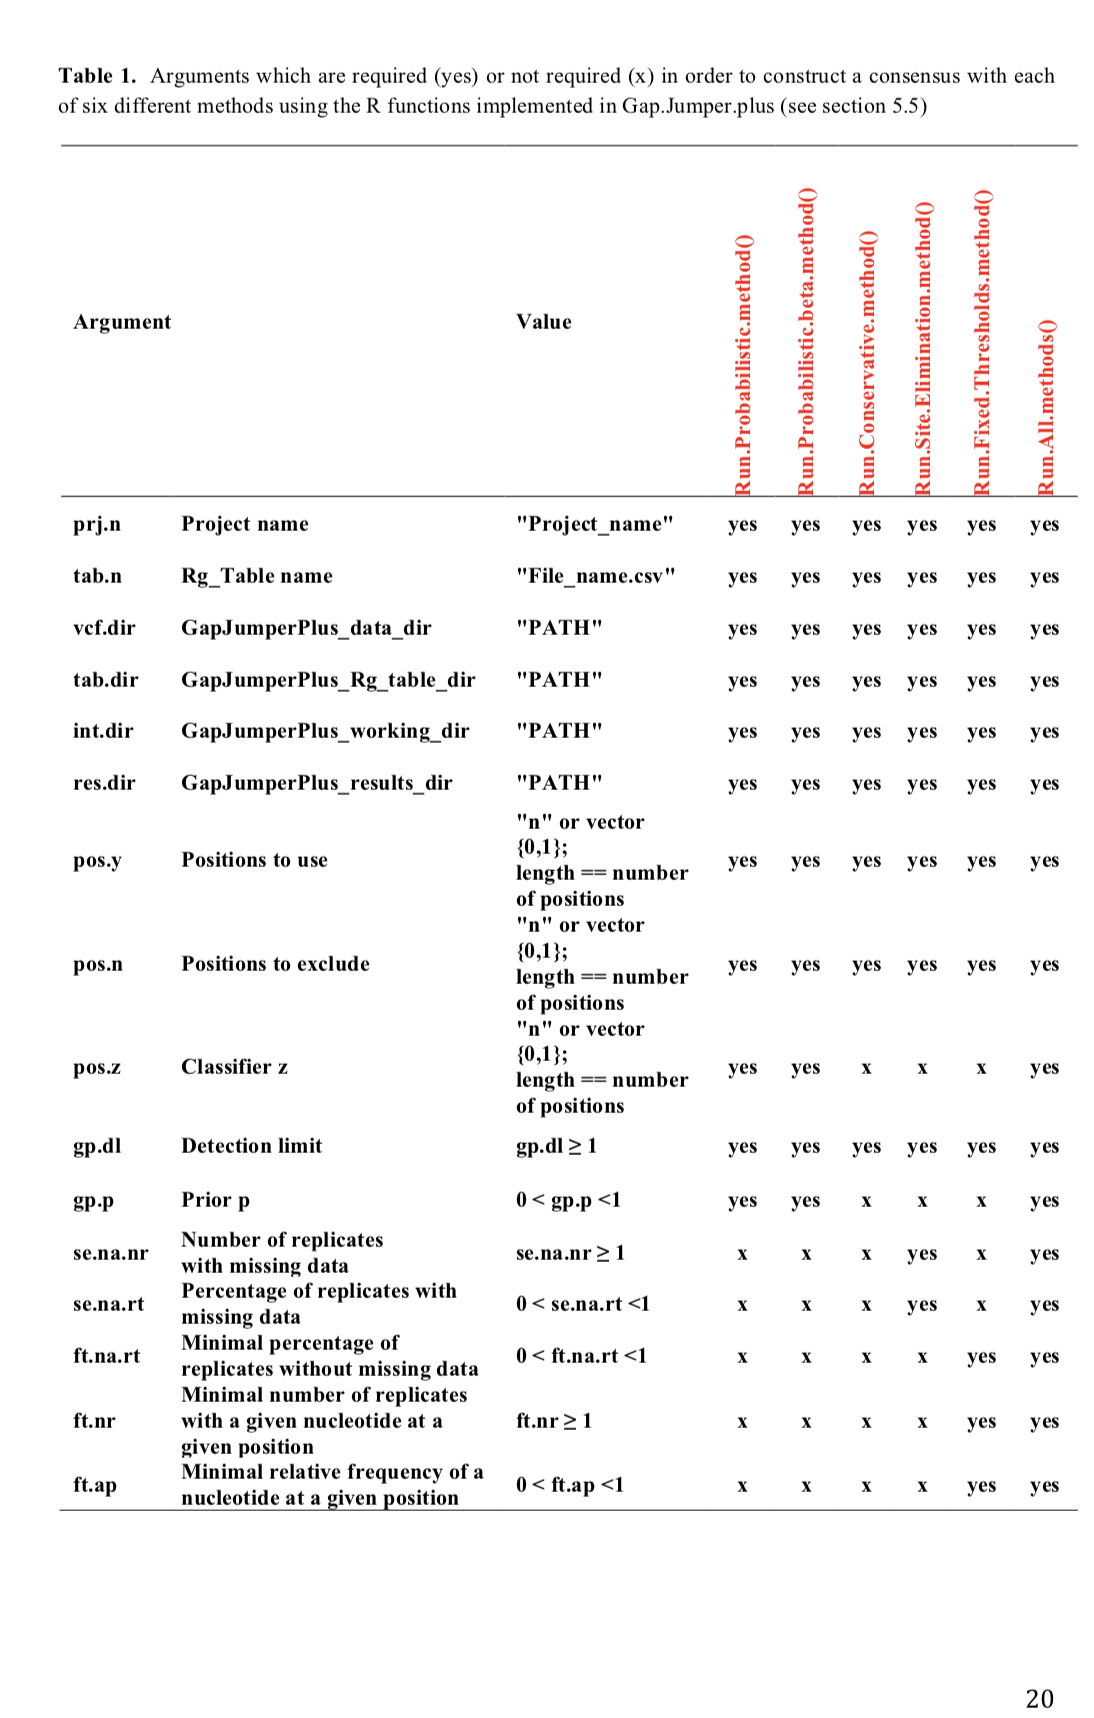 Table 1. Arguments which are required (yes) or not required (x) in order to construct a consensus with each
of six different methods using the R functions implemented in Gap.Jumper.plus (see section 5.5)
Argument Value Run.Probabilistic.method() Run.Probabilistic.beta.method() Run.Conservative.method() Run.Site.Elimination.method() Run.Fixed.Thresholds.method() Run.All.methods()
prj.n Project name "Project_name" yes yes yes yes yes yes
tab.n Rg_Table name "File_name.csv" yes yes yes yes yes yes
vcf.dir GapJumperPlus_data_dir "PATH" yes yes yes yes yes yes
tab.dir GapJumperPlus_Rg_table_dir "PATH" yes yes yes yes yes yes
int.dir GapJumperPlus_working_dir "PATH" yes yes yes yes yes yes
res.dir GapJumperPlus_results_dir "PATH" yes yes yes yes yes yes
"n" or vector
{0,1};
pos.y Positions to use yes yes yes yes yes yes
length == number
of positions
"n" or vector
{0,1};
pos.n Positions to exclude yes yes yes yes yes yes
length == number
of positions
"n" or vector
{0,1};
pos.z Classifier z yes yes x x x yes
length == number
of positions
gp.dl Detection limit gp.dl ≥ 1 yes yes yes yes yes yes
gp.p Prior p 0 < gp.p <1 yes yes x x x yes
Number of replicates
se.na.nr se.na.nr ≥ 1 x x x yes x yes
with missing data
Percentage of replicates with
se.na.rt 0 < se.na.rt <1 x x x yes x yes
missing data
Minimal percentage of
ft.na.rt 0 < ft.na.rt <1 x x x x yes yes
replicates without missing data
Minimal number of replicates
ft.nr with a given nucleotide at a ft.nr ≥ 1 x x x x yes yes
given position
Minimal relative frequency of a
ft.ap 0 < ft.ap <1 x x x x yes yes
nucleotide at a given position
20